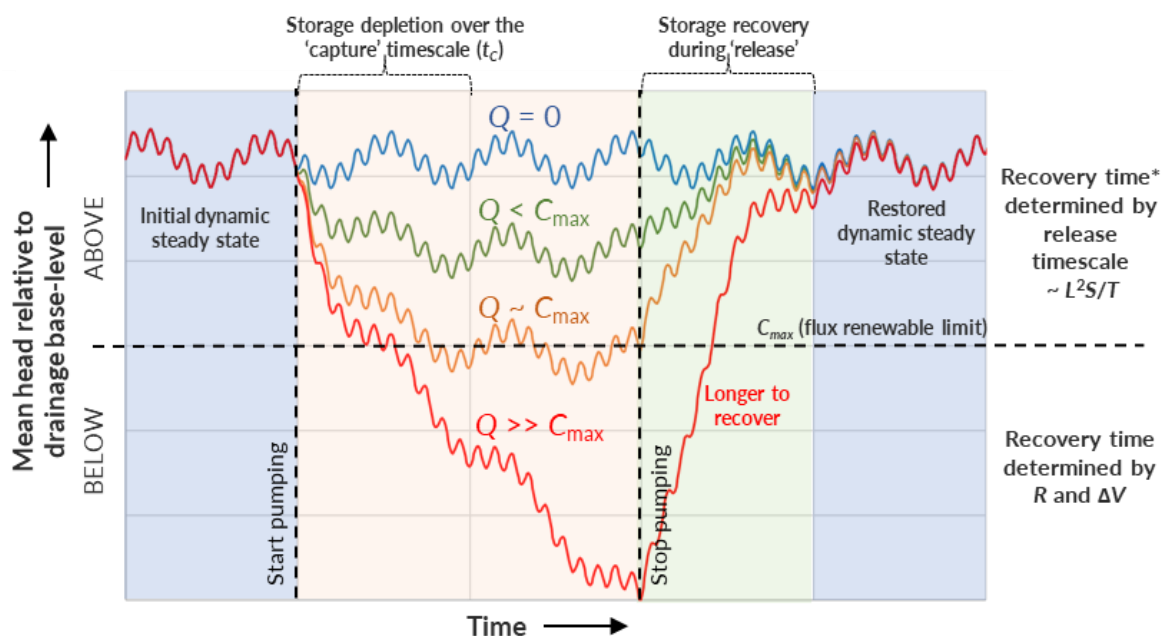 Storage depletion over the
‘capture’ timescale (tC)
Storage recovery
during ‘release’
Q = 0
Initial dynamic
steady state
Q < Cmax
Q ~ Cmax
Q >> Cmax
Restored
dynamic steady
state
Cmax (flux renewable limit)
Longer to
recover
Start pumping
Stop pumping
Mean head relative to
drainage base-level
ABOVE
BELOW
Time
Recovery time*
determined by
release
timescale
~ L²S/T
Recovery time
determined by
R and ΔV